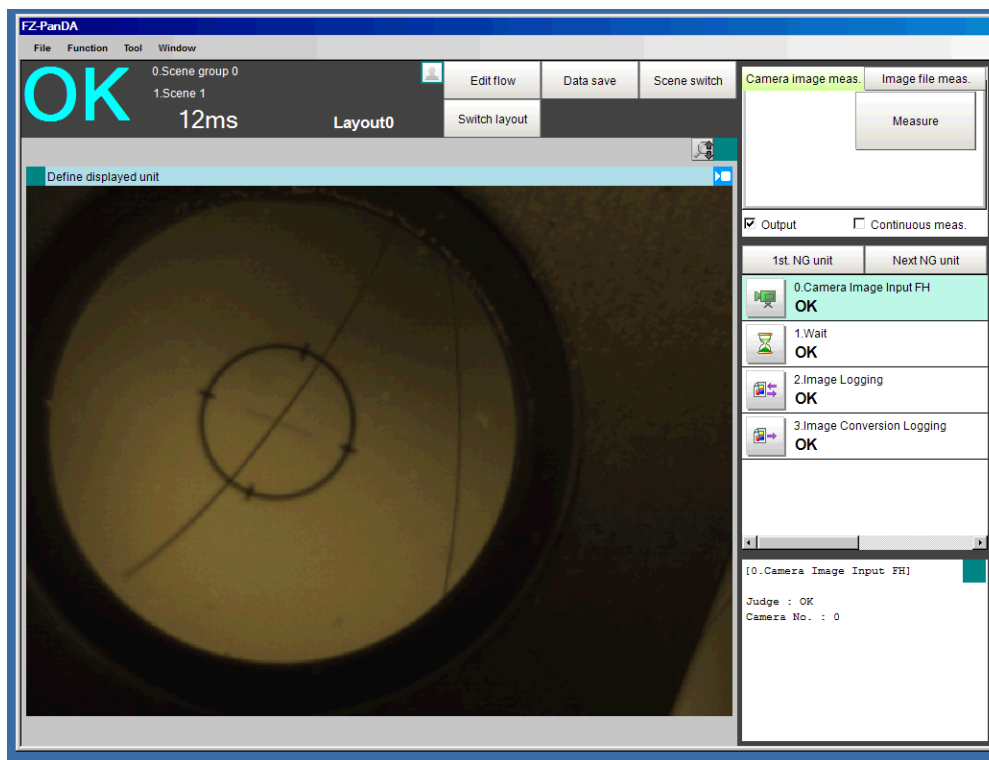 FZ-PanDA
File Function Tool Window
OK
0.Scene group 0
1.Scene 1
12ms
Layout0
Edit flow
Data save
Scene switch
Switch layout
Camera image meas.
Image file meas.
Measure
Define displayed unit
Output
Continuous meas.
1st. NG unit
Next NG unit
0.Camera Image Input FH
OK
1.Wait
OK
2.Image Logging
OK
3.Image Conversion Logging
OK
[0.Camera Image Input FH]
Judge : OK
Camera No. : 0